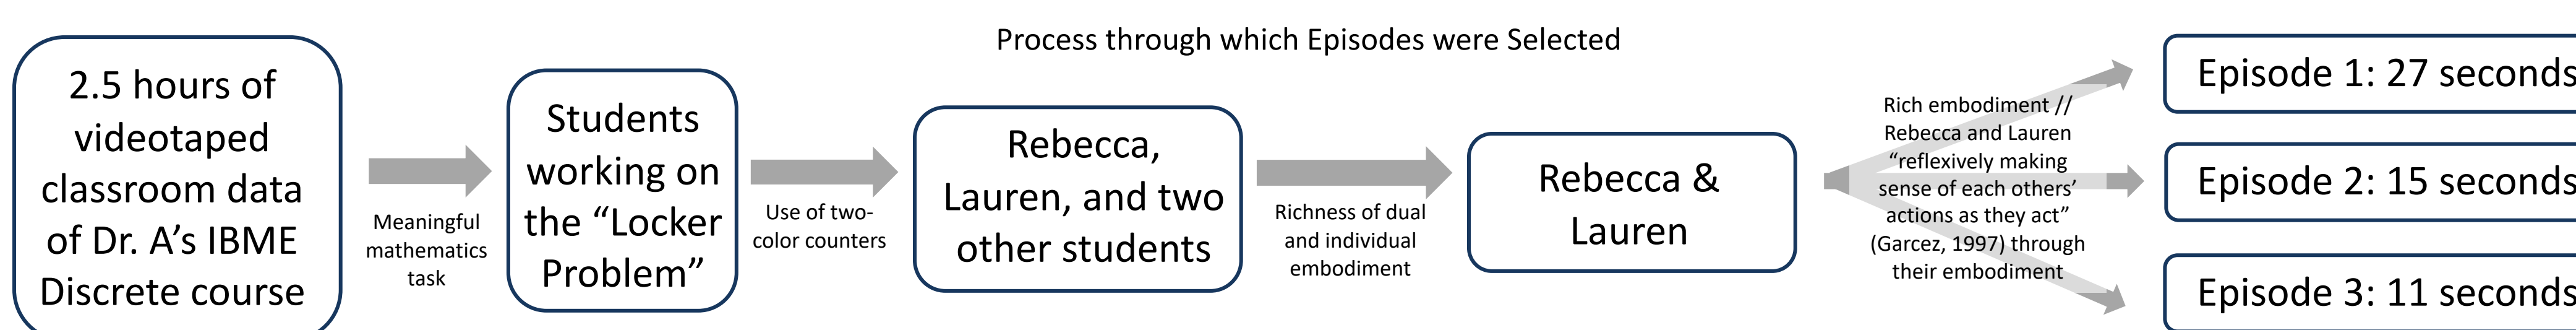 Process through which Episodes were Selected
2.5 hours of
videotaped
classroom data
of Dr. A’s IBME
Discrete course
Meaningful
mathematics
task
Students
working on
the “Locker
Problem”
Use of two-
color counters
Rebecca,
Lauren, and two
other students
Richness of dual
and individual
embodiment
Rebecca &
Lauren
Rich embodiment //
Rebecca and Lauren
“reflexively making
sense of each others’
actions as they act”
(Garcez, 1997) through
their embodiment
Episode 1: 27 seconds
Episode 2: 15 seconds
Episode 3: 11 seconds